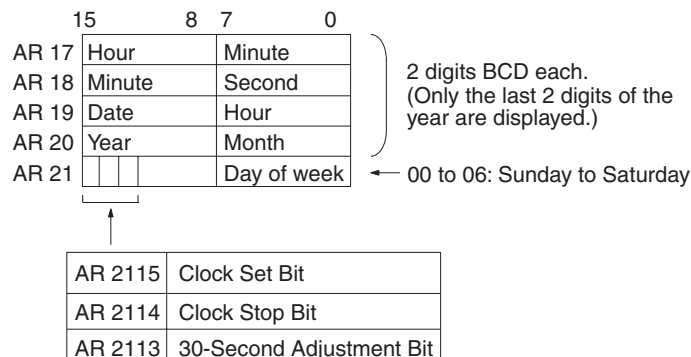 15 8 7 0
AR 17 Hour Minute
AR 18 Minute Second
AR 19 Date Hour
AR 20 Year Month
AR 21 Day of week
2 digits BCD each.
(Only the last 2 digits of the
year are displayed.)
00 to 06: Sunday to Saturday
AR 2115 Clock Set Bit
AR 2114 Clock Stop Bit
AR 2113 30-Second Adjustment Bit